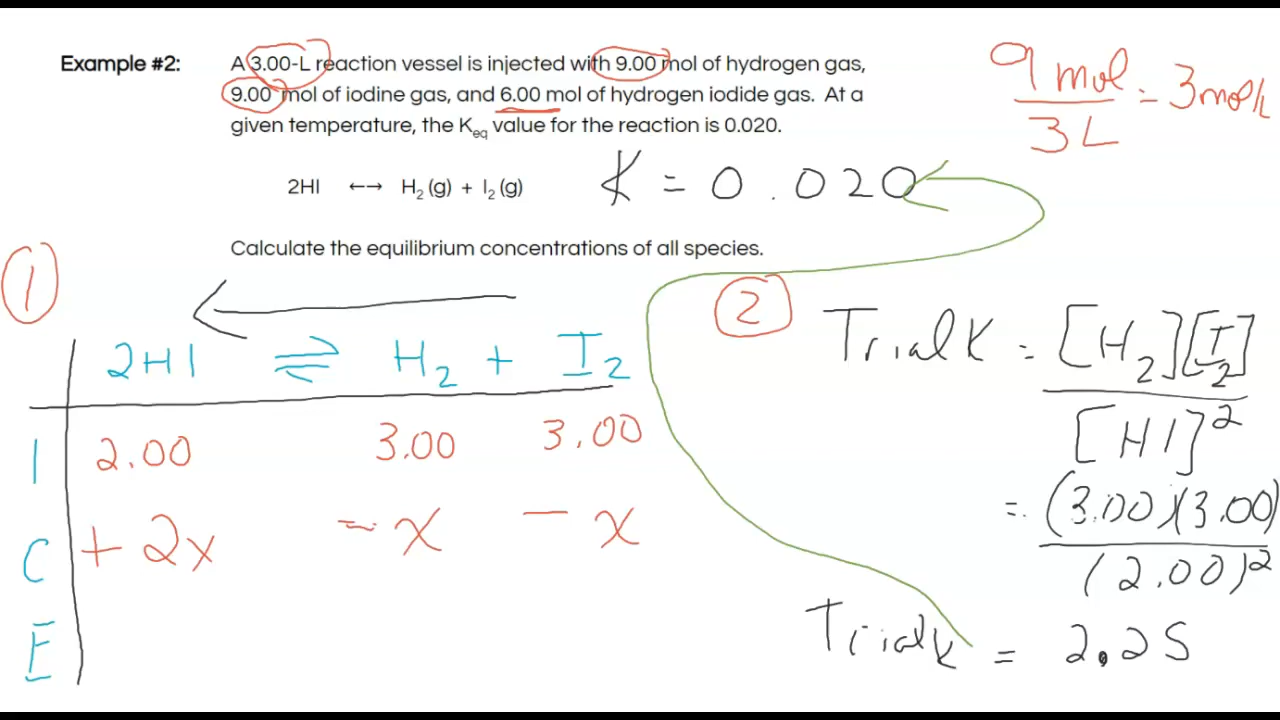 Example #2: A 3.00-L reaction vessel is injected with 9.00 mol of hydrogen gas,
9.00 mol of iodine gas, and 6.00 mol of hydrogen iodide gas. At a
given temperature, the Keq value for the reaction is 0.020.
9 mol / 3 L = 3 mol/L
2HI ↔ H2 (g) + I2 (g)
K = 0.020
Calculate the equilibrium concentrations of all species.
1
2HI ⇌ H2 + I2
I 2.00 3.00 3.00
C + 2x - x - x
E
2
Trial K = [H2][I2] / [HI]²
= (3.00)(3.00) / (2.00)²
Trial K = 2.25